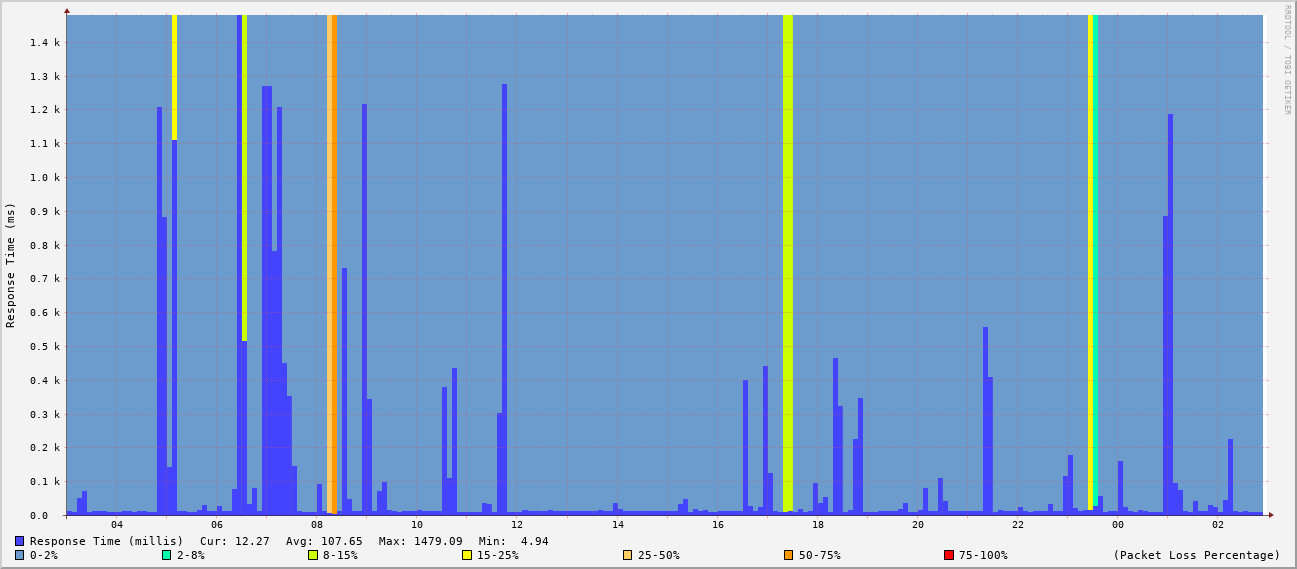 RRDTOOL / TOBI OETIKER
Response Time (ms)
1.4 k
1.3 k
1.2 k
1.1 k
1.0 k
0.9 k
0.8 k
0.7 k
0.6 k
0.5 k
0.4 k
0.3 k
0.2 k
0.1 k
0.0
04 06 08 10 12 14 16 18 20 22 00 02
Response Time (millis) Cur: 12.27 Avg: 107.65 Max: 1479.09 Min: 4.94
0-2% 2-8% 8-15% 15-25% 25-50% 50-75% 75-100% (Packet Loss Percentage)